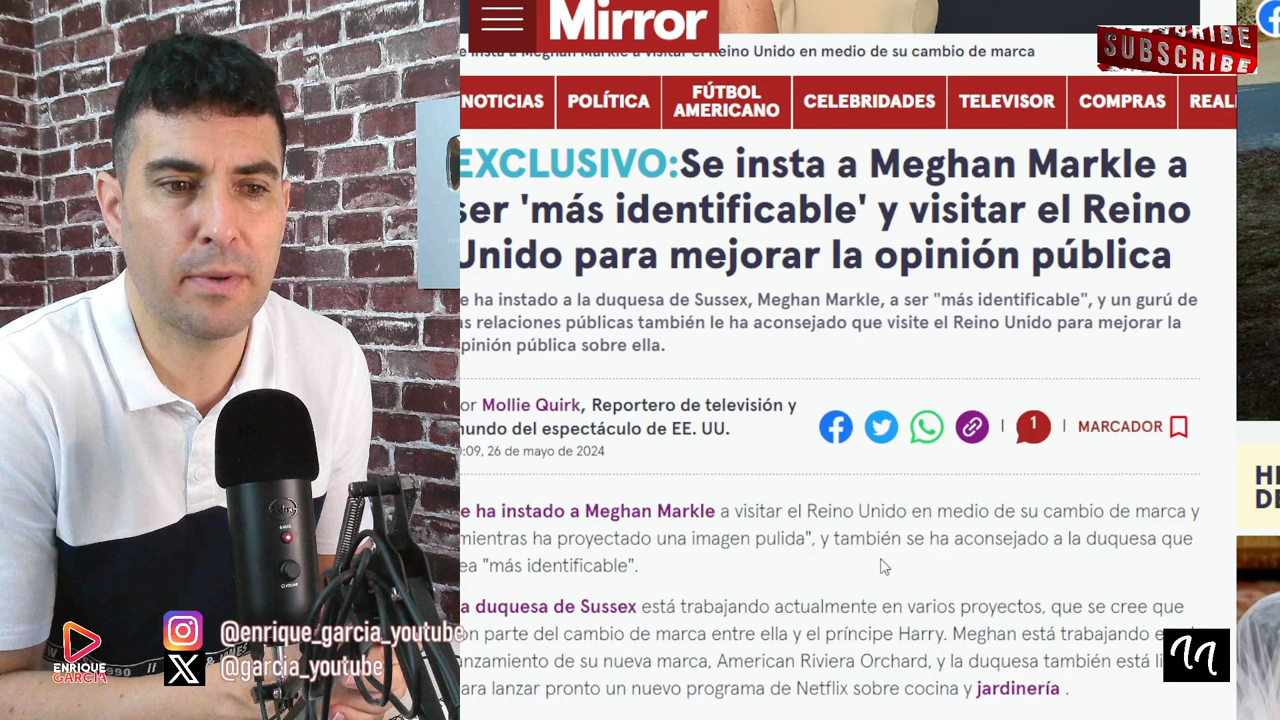 Mirror
SUBSCRIBE
insta a Meghan Markle a visitar el Reino Unido en medio de su cambio de marca
NOTICIAS
POLÍTICA
FÚTBOL
AMERICANO
CELEBRIDADES
TELEVISOR
COMPRAS
REAL
EXCLUSIVO:Se insta a Meghan Markle a
ser 'más identificable' y visitar el Reino
Unido para mejorar la opinión pública
e ha instado a la duquesa de Sussex, Meghan Markle, a ser "más identificable", y un gurú de
s relaciones públicas también le ha aconsejado que visite el Reino Unido para mejorar la
pinión pública sobre ella.
or Mollie Quirk, Reportero de televisión y
undo del espectáculo de EE. UU.
:09, 26 de mayo de 2024
1
MARCADOR
HE
DE
e ha instado a Meghan Markle a visitar el Reino Unido en medio de su cambio de marca y
mientras ha proyectado una imagen pulida", y también se ha aconsejado a la duquesa que
ea "más identificable".
a duquesa de Sussex está trabajando actualmente en varios proyectos, que se cree que
on parte del cambio de marca entre ella y el príncipe Harry. Meghan está trabajando e
nzamiento de su nueva marca, American Riviera Orchard, y la duquesa también está li
ara lanzar pronto un nuevo programa de Netflix sobre cocina y jardinería .
ENRIQUE
GARCIA
@enrique_garcia_youtube
@garcia_youtube